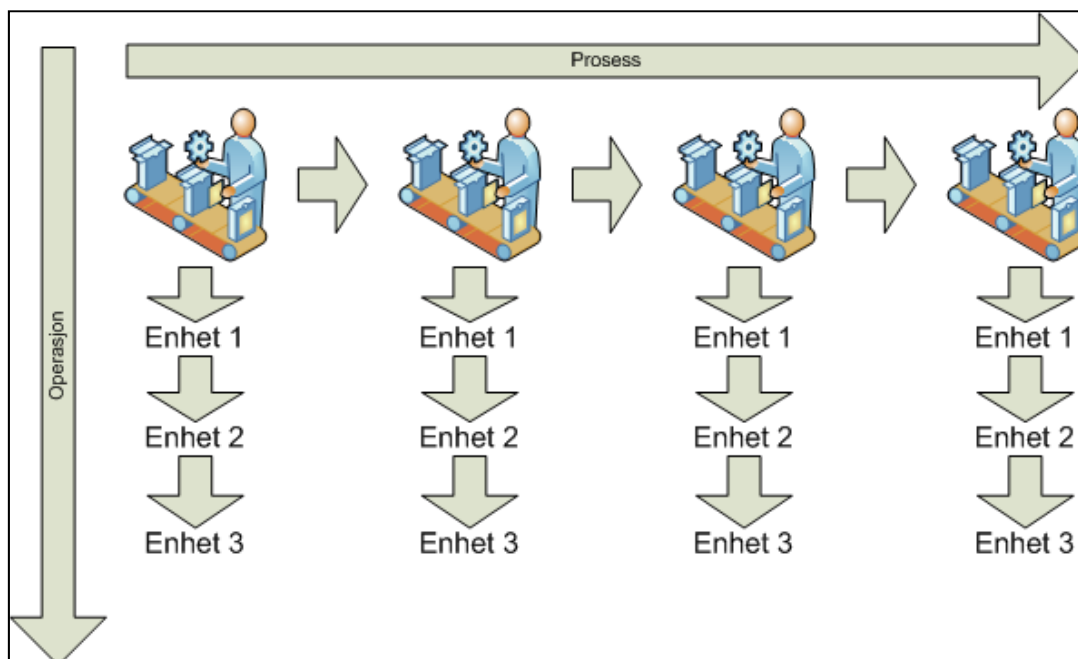 Prosess
Operasjon
Enhet 1 Enhet 1 Enhet 1 Enhet 1
Enhet 2 Enhet 2 Enhet 2 Enhet 2
Enhet 3 Enhet 3 Enhet 3 Enhet 3